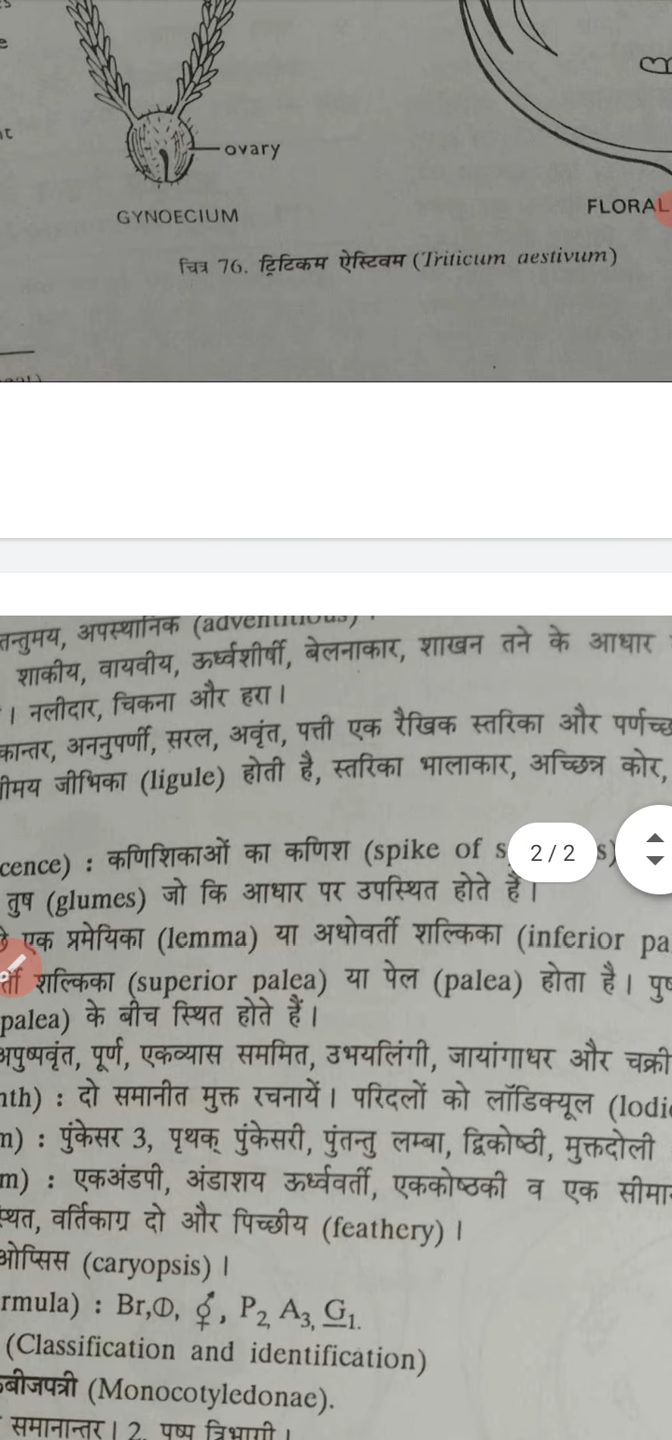 ovary
GYNOECIUM
FLORAL
चित्र 76. ट्रिटिकम ऐस्टिवम (Triticum aestivum)
तन्तुमय, अपस्थानिक (adventitious)
शाकीय, वायवीय, ऊर्ध्वशीर्षी, बेलनाकार, शाखन तने के आधार
। नलीदार, चिकना और हरा।
कान्तर, अननुपर्णी, सरल, अवृंत, पत्ती एक रैखिक स्तरिका और पर्णच्छ
जीभिका (ligule) होती है, स्तरिका भालाकार, अच्छिन्न कोर,
cence) : कणिशिकाओं का कणिश (spike of s
2 / 2
s)
तुष (glumes) जो कि आधार पर उपस्थित होते हैं।
एक प्रमेयिका (lemma) या अधोवर्ती शल्किका (inferior pa
र्ती शल्किका (superior palea) या पेल (palea) होता है। पुष
palea) के बीच स्थित होते हैं।
अपुष्पवृंत, पूर्ण, एकव्यास सममित, उभयलिंगी, जायांगाधर और चक्री
nth) : दो समानीत मुक्त रचनायें। परिदलों को लॉडिक्यूल (lodi
m) : पुंकेसर 3, पृथक् पुंकेसरी, पुंतन्तु लम्बा, द्विकोष्ठी, मुक्तदोली
m) : एकअंडपी, अंडाशय ऊर्ध्ववर्ती, एककोष्ठकी व एक सीमा
स्थित, वर्तिकाग्र दो और पिच्छीय (feathery)।
ओप्सिस (caryopsis)।
rmula) : Br,⦶, ⚥, P2, A3, G1.
(Classification and identification)
बीजपत्री (Monocotyledonae).
समानान्तर। 2. पुष्प त्रिभागी।